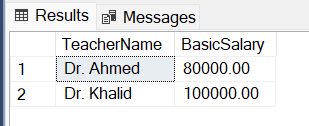 Results Messages
TeacherName BasicSalary
1 Dr. Ahmed 80000.00
2 Dr. Khalid 100000.00